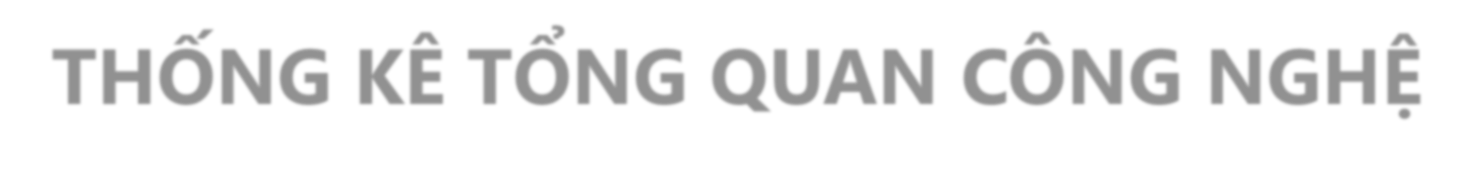 THỐNG KÊ TỔNG QUAN CÔNG NGHỆ